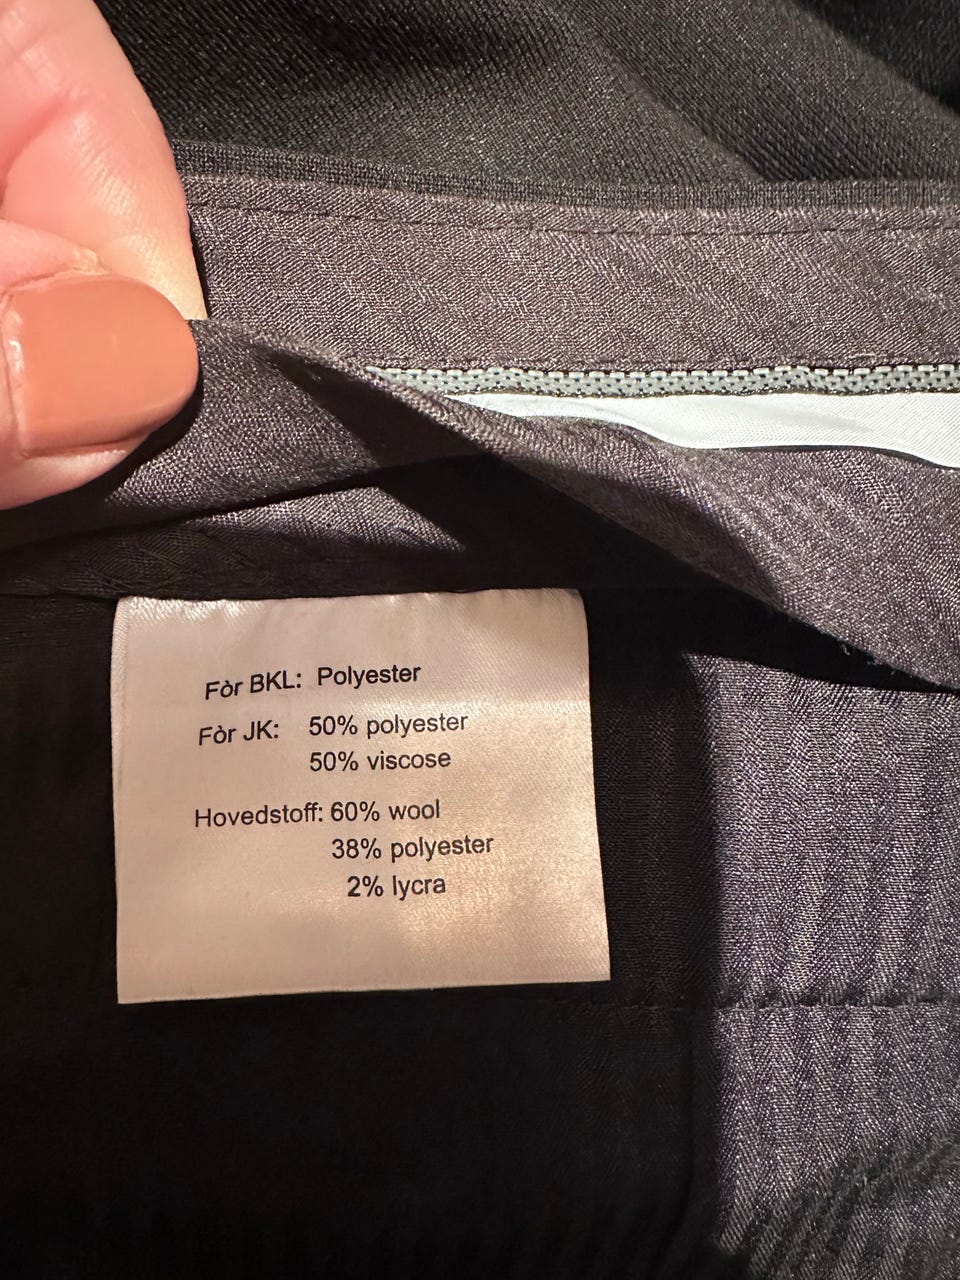 Fòr BKL: Polyester
Fòr JK: 50% polyester
50% viscose
Hovedstoff: 60% wool
38% polyester
2% lycra